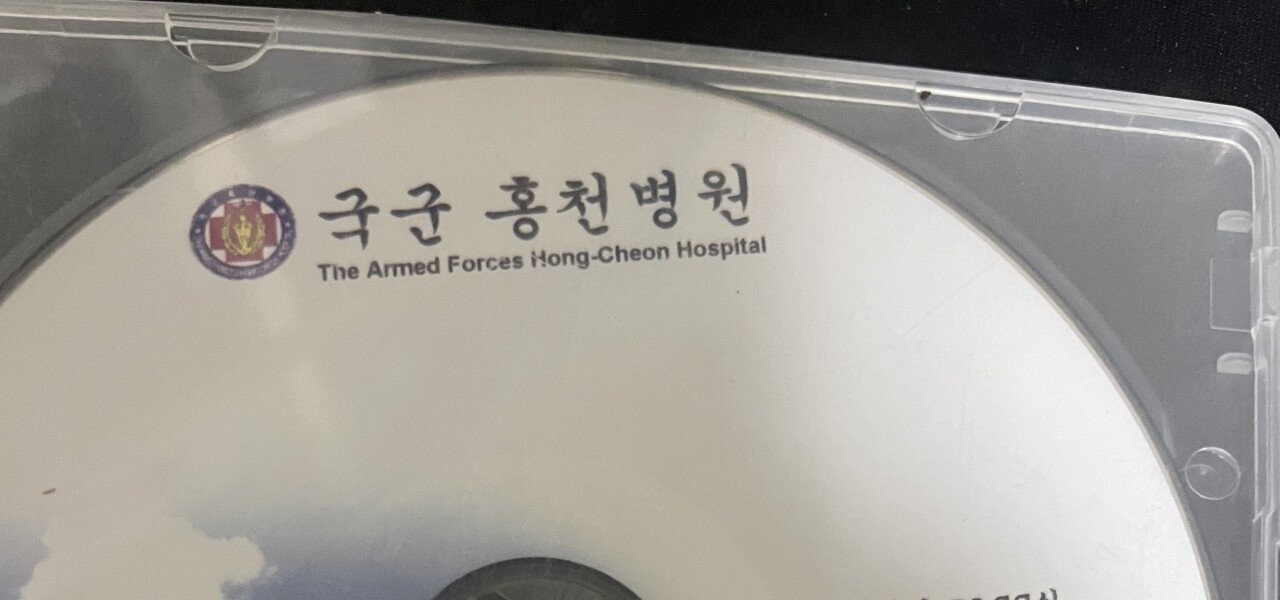 국군 홍천병원
The Armed Forces Hong-Cheon Hospital